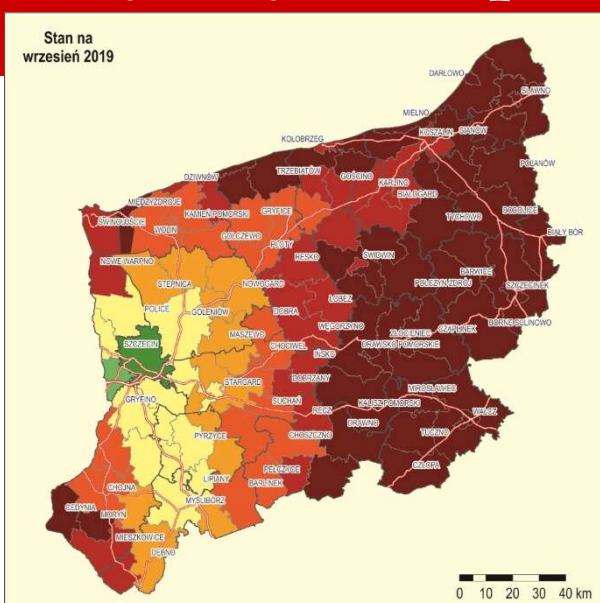 Stan na
wrzesień 2019
DARŁOWO
SŁAWNO
MIELNO
KOSZALIN
SIANÓW
KOŁOBRZEG
POLANÓW
TRZEBIATÓW
GOŚCINO
KARLINO
DZIWNÓW
BIAŁOGARD
MIĘDZYZDROJE
KAMIEŃ POMORSKI
GRYFICE
TYCHOWO
BOBOLICE
ŚWINOUJŚCIE
WOLIN
GOLCZEWO
PŁOTY
BIAŁY BÓR
NOWE WARPNO
RESKO
ŚWIDWIN
BARWICE
STEPNICA
NOWOGARD
POŁCZYN-ZDRÓJ
SZCZECINEK
POLICE
GOLENIÓW
DOBRA
ŁOBEZ
BORNE SULINOWO
SZCZECIN
MASZEWO
WĘGORZYNO
ZŁOCIENIEC
CZAPLINEK
CHOCIWEL
IŃSKO
DRAWSKO POMORSKIE
STARGARD
DOBRZANY
MIROSŁAWIEC
GRYFINO
SUCHAŃ
RECZ
KALISZ POMORSKI
WAŁCZ
DRAWNO
PYRZYCE
CHOSZCZNO
TUCZNO
LIPIANY
PEŁCZYCE
CZŁOPA
CHOJNA
BARLINEK
CEDYNIA
MORYŃ
MYŚLIBÓRZ
MIESZKOWICE
DĘBNO
0 10 20 30 40 km